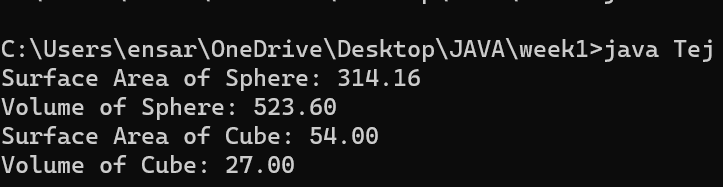 C:\Users\ensar\OneDrive\Desktop\JAVA\week1>java Tej
Surface Area of Sphere: 314.16
Volume of Sphere: 523.60
Surface Area of Cube: 54.00
Volume of Cube: 27.00